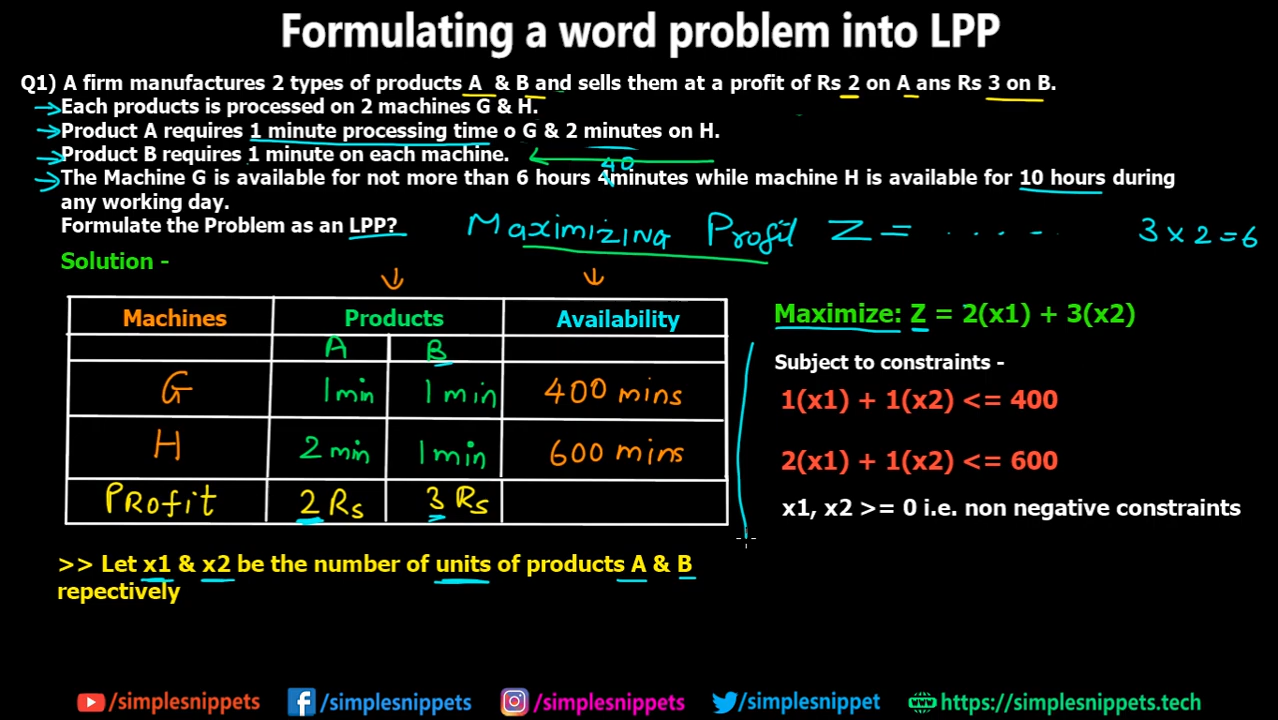 Formulating a word problem into LPP
Q1) A firm manufactures 2 types of products A & B and sells them at a profit of Rs 2 on A ans Rs 3 on B.
Each products is processed on 2 machines G & H.
Product A requires 1 minute processing time o G & 2 minutes on H.
Product B requires 1 minute on each machine.
40
The Machine G is available for not more than 6 hours 4minutes while machine H is available for 10 hours during
any working day.
Formulate the Problem as an LPP?
Maximizing Profit Z = . . . . . .
3 x 2 = 6
Solution -
Machines Products Availability
A B
G 1 min 1 min 400 mins
H 2 min 1 min 600 mins
PRofit 2 Rs 3 Rs
Maximize: Z = 2(x1) + 3(x2)
Subject to constraints -
1(x1) + 1(x2) <= 400
2(x1) + 1(x2) <= 600
x1, x2 >= 0 i.e. non negative constraints
>> Let x1 & x2 be the number of units of products A & B
repectively
/simplesnippets /simplesnippets /simplesnippets /simplesnippet https://simplesnippets.tech